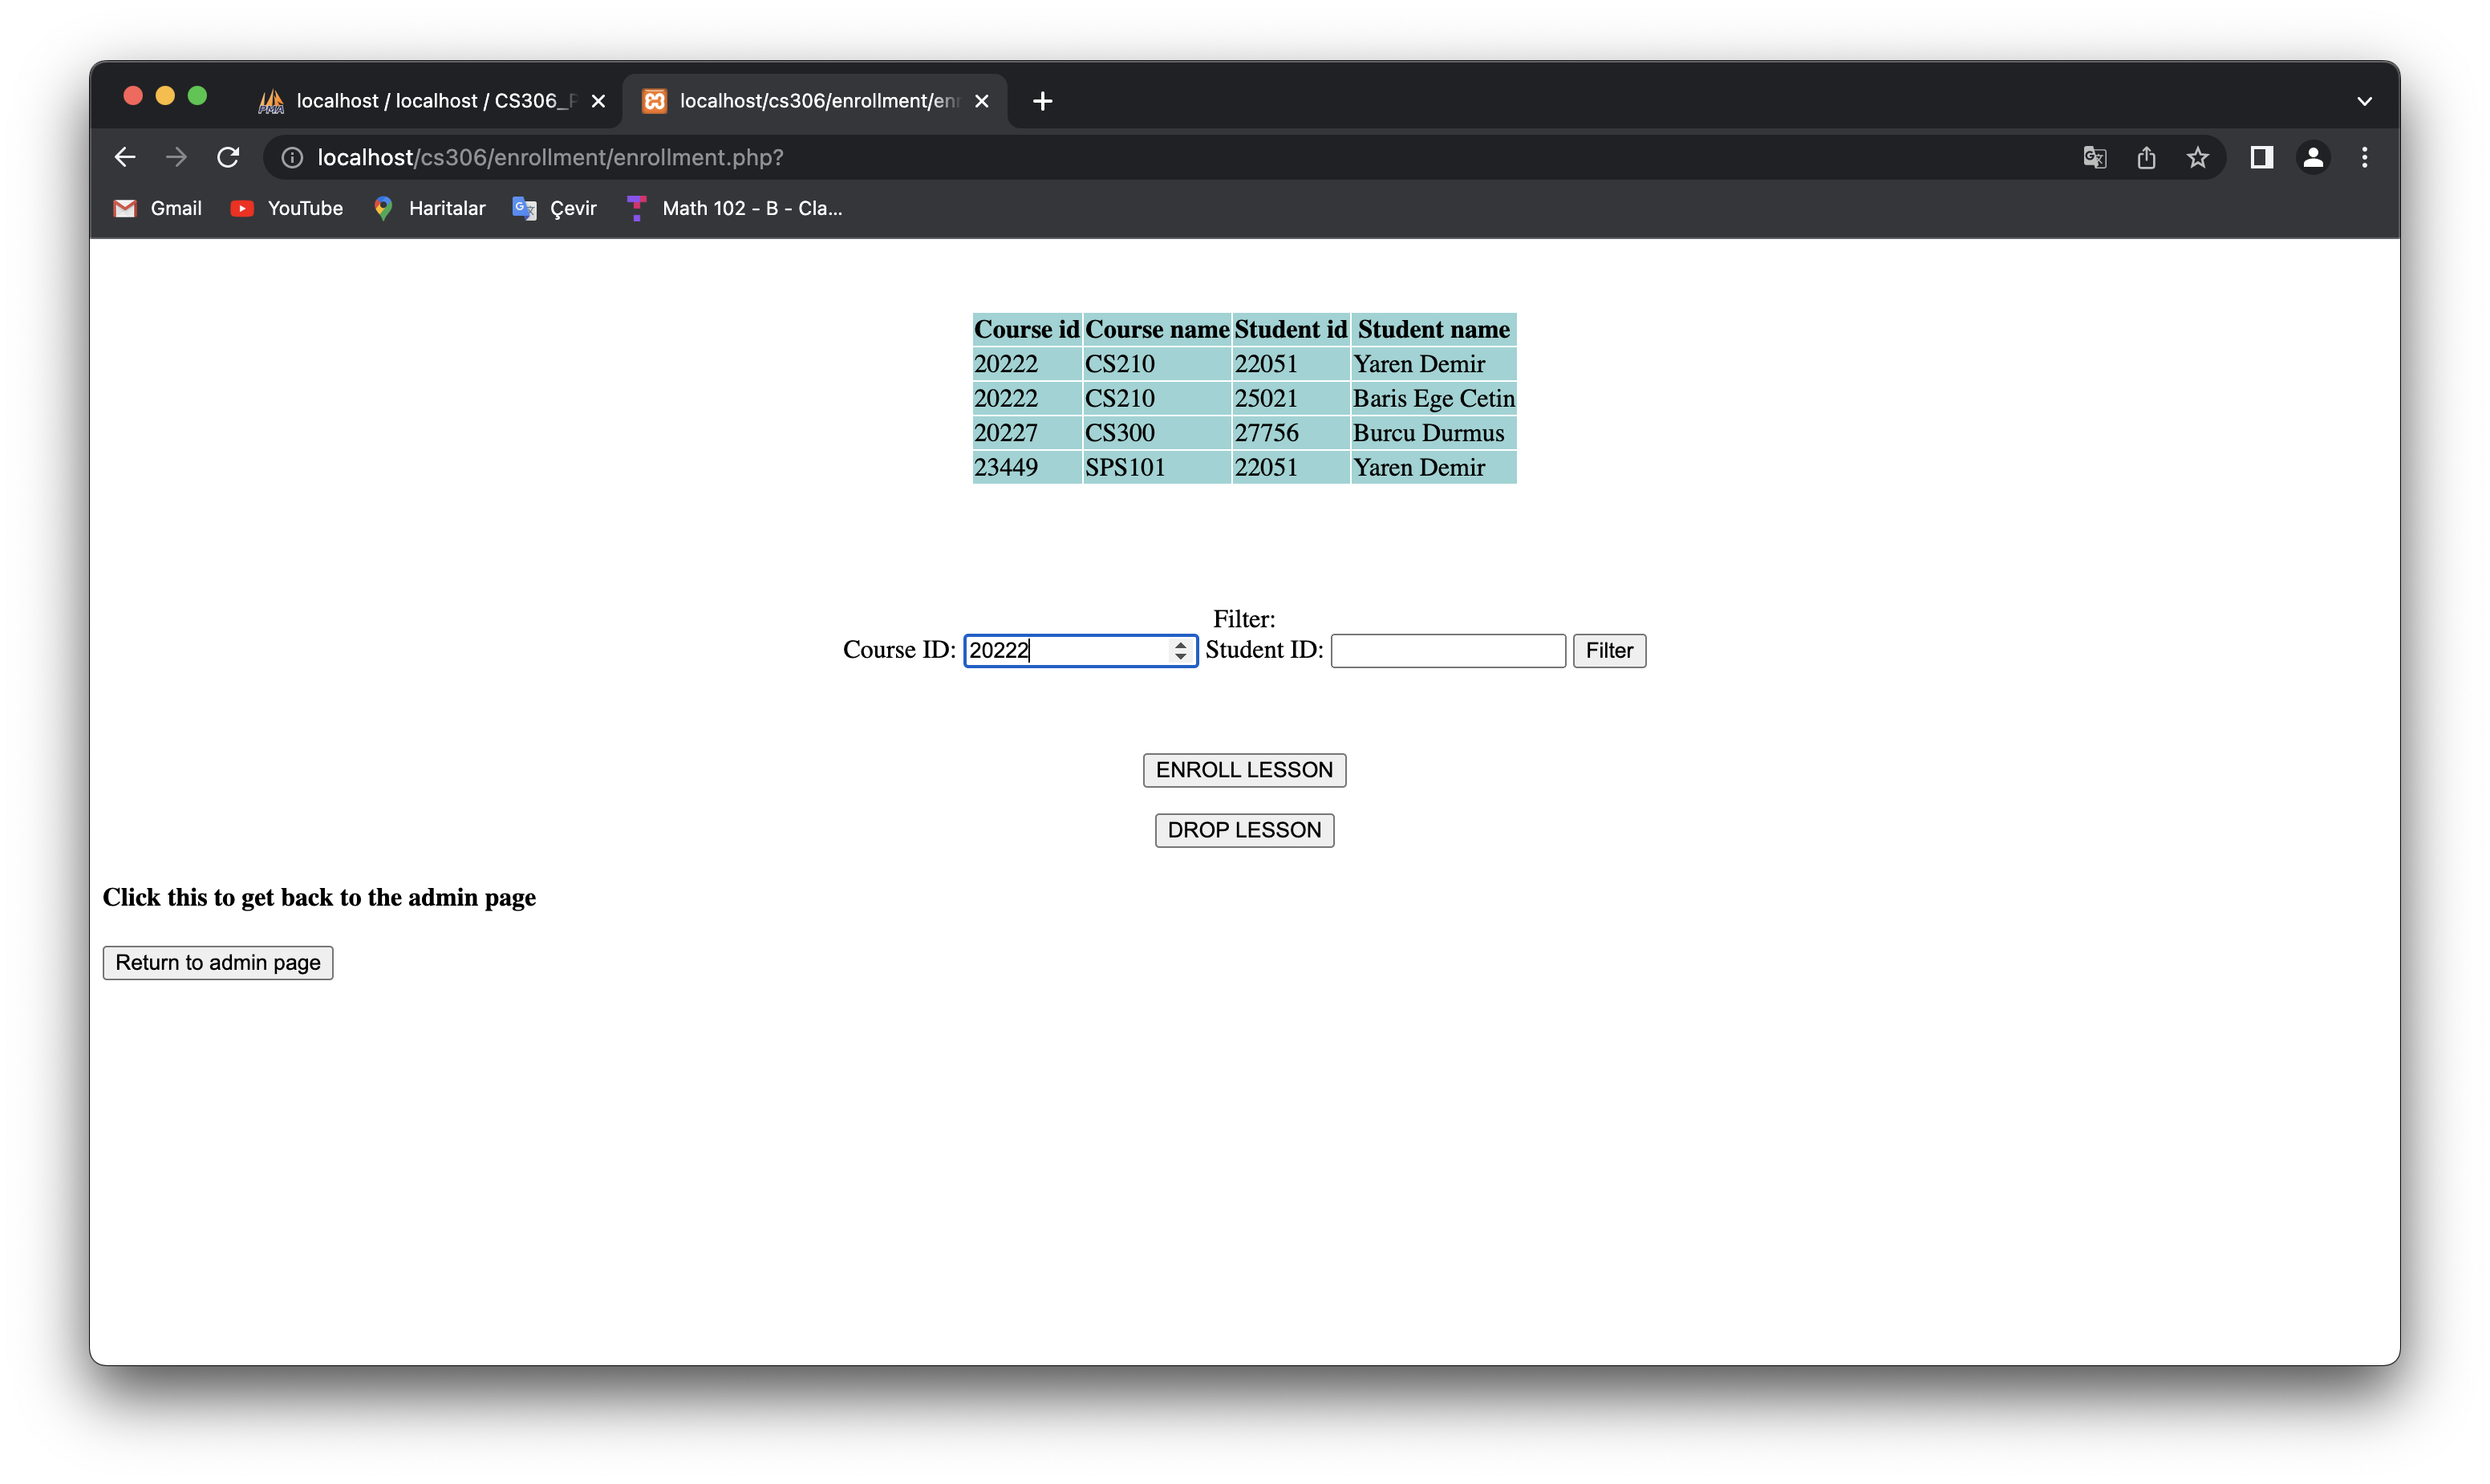 localhost / localhost / CS306_P
localhost/cs306/enrollment/enr
localhost/cs306/enrollment/enrollment.php?
Gmail YouTube Haritalar Çevir Math 102 - B - Cla...
Course id Course name Student id Student name
20222 CS210 22051 Yaren Demir
20222 CS210 25021 Baris Ege Cetin
20227 CS300 27756 Burcu Durmus
23449 SPS101 22051 Yaren Demir
Filter:
Course ID: 20222 Student ID: Filter
ENROLL LESSON
DROP LESSON
Click this to get back to the admin page
Return to admin page